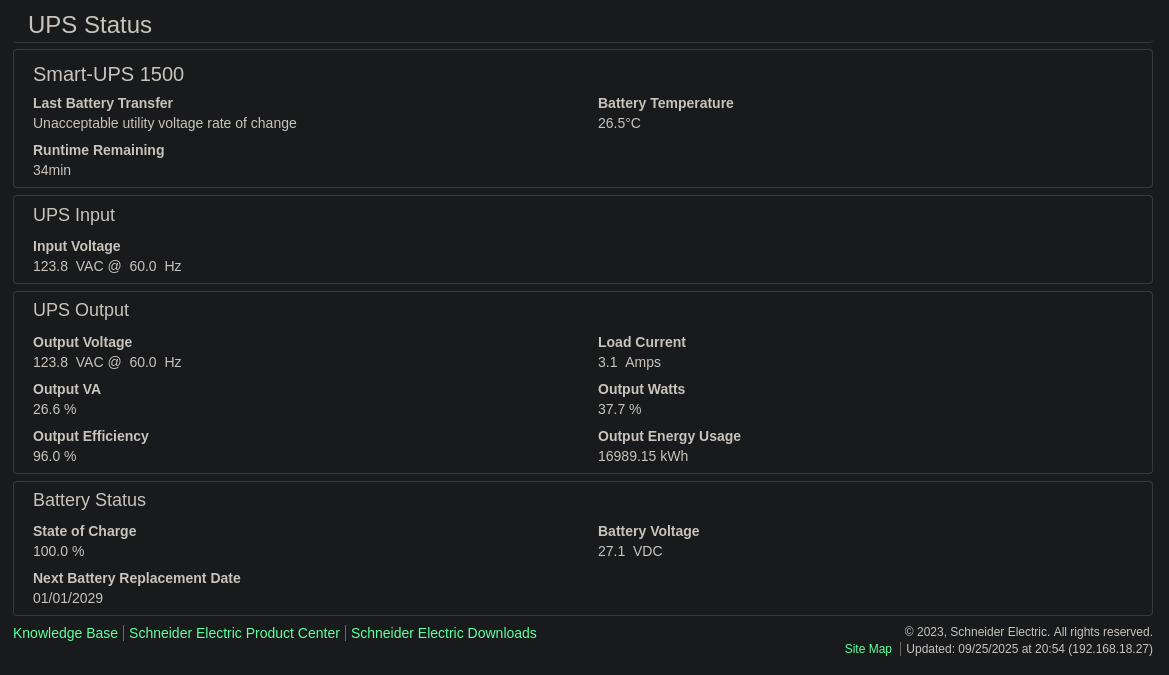 UPS Status
Smart-UPS 1500
Last Battery Transfer
Unacceptable utility voltage rate of change
Battery Temperature
26.5°C
Runtime Remaining
34min
UPS Input
Input Voltage
123.8 VAC @ 60.0 Hz
UPS Output
Output Voltage
123.8 VAC @ 60.0 Hz
Load Current
3.1 Amps
Output VA
26.6 %
Output Watts
37.7 %
Output Efficiency
96.0 %
Output Energy Usage
16989.15 kWh
Battery Status
State of Charge
100.0 %
Battery Voltage
27.1 VDC
Next Battery Replacement Date
01/01/2029
Knowledge Base | Schneider Electric Product Center | Schneider Electric Downloads
© 2023, Schneider Electric. All rights reserved.
Site Map | Updated: 09/25/2025 at 20:54 (192.168.18.27)